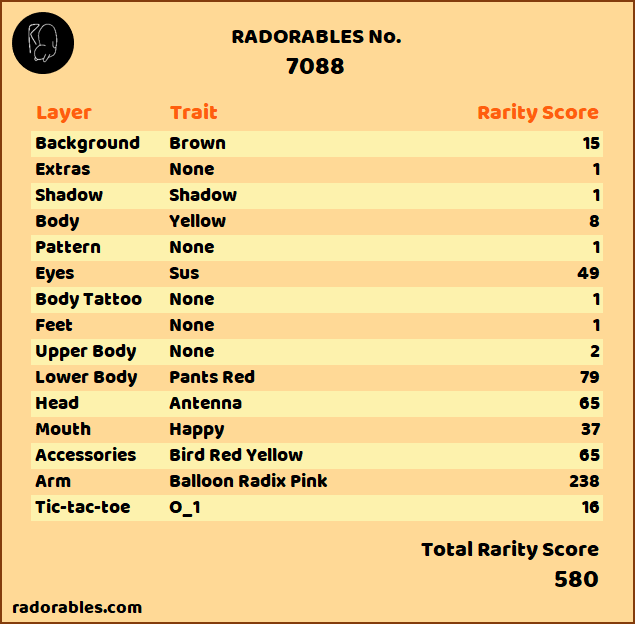 RADORABLES No.
7088
Layer Trait Rarity Score
Background Brown 15
Extras None 1
Shadow Shadow 1
Body Yellow 8
Pattern None 1
Eyes Sus 49
Body Tattoo None 1
Feet None 1
Upper Body None 2
Lower Body Pants Red 79
Head Antenna 65
Mouth Happy 37
Accessories Bird Red Yellow 65
Arm Balloon Radix Pink 238
Tic-tac-toe O_1 16
Total Rarity Score
580
radorables.com